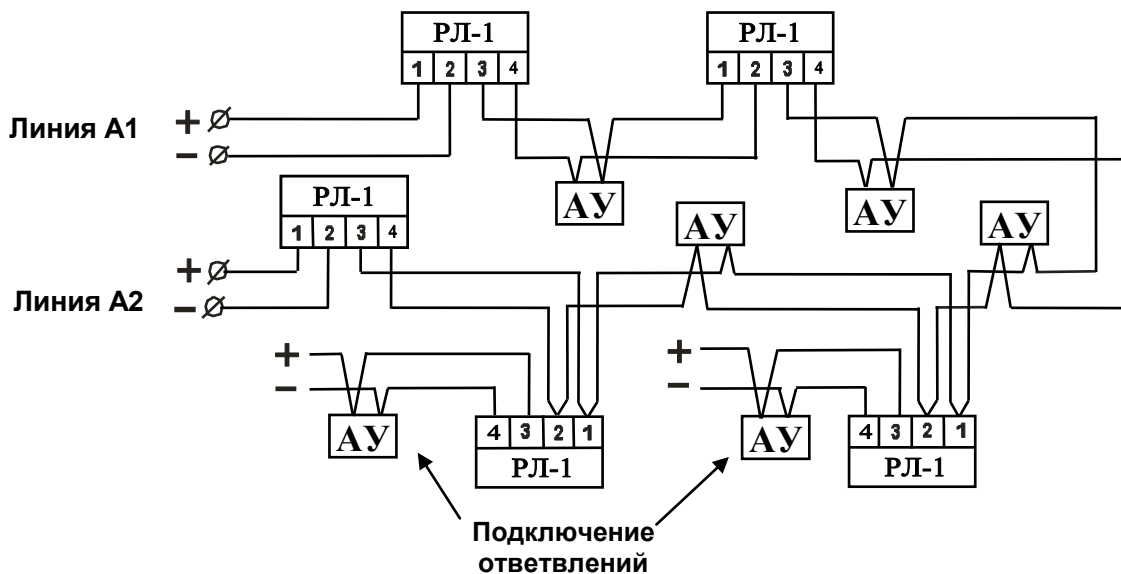 РЛ-1
РЛ-1
1 2 3 4
1 2 3 4
Линия А1
+
–
АУ
АУ
РЛ-1
1 2 3 4
АУ
АУ
Линия А2
+
–
+
–
+
–
АУ
4 3 2 1
РЛ-1
АУ
4 3 2 1
РЛ-1
Подключение
ответвлений